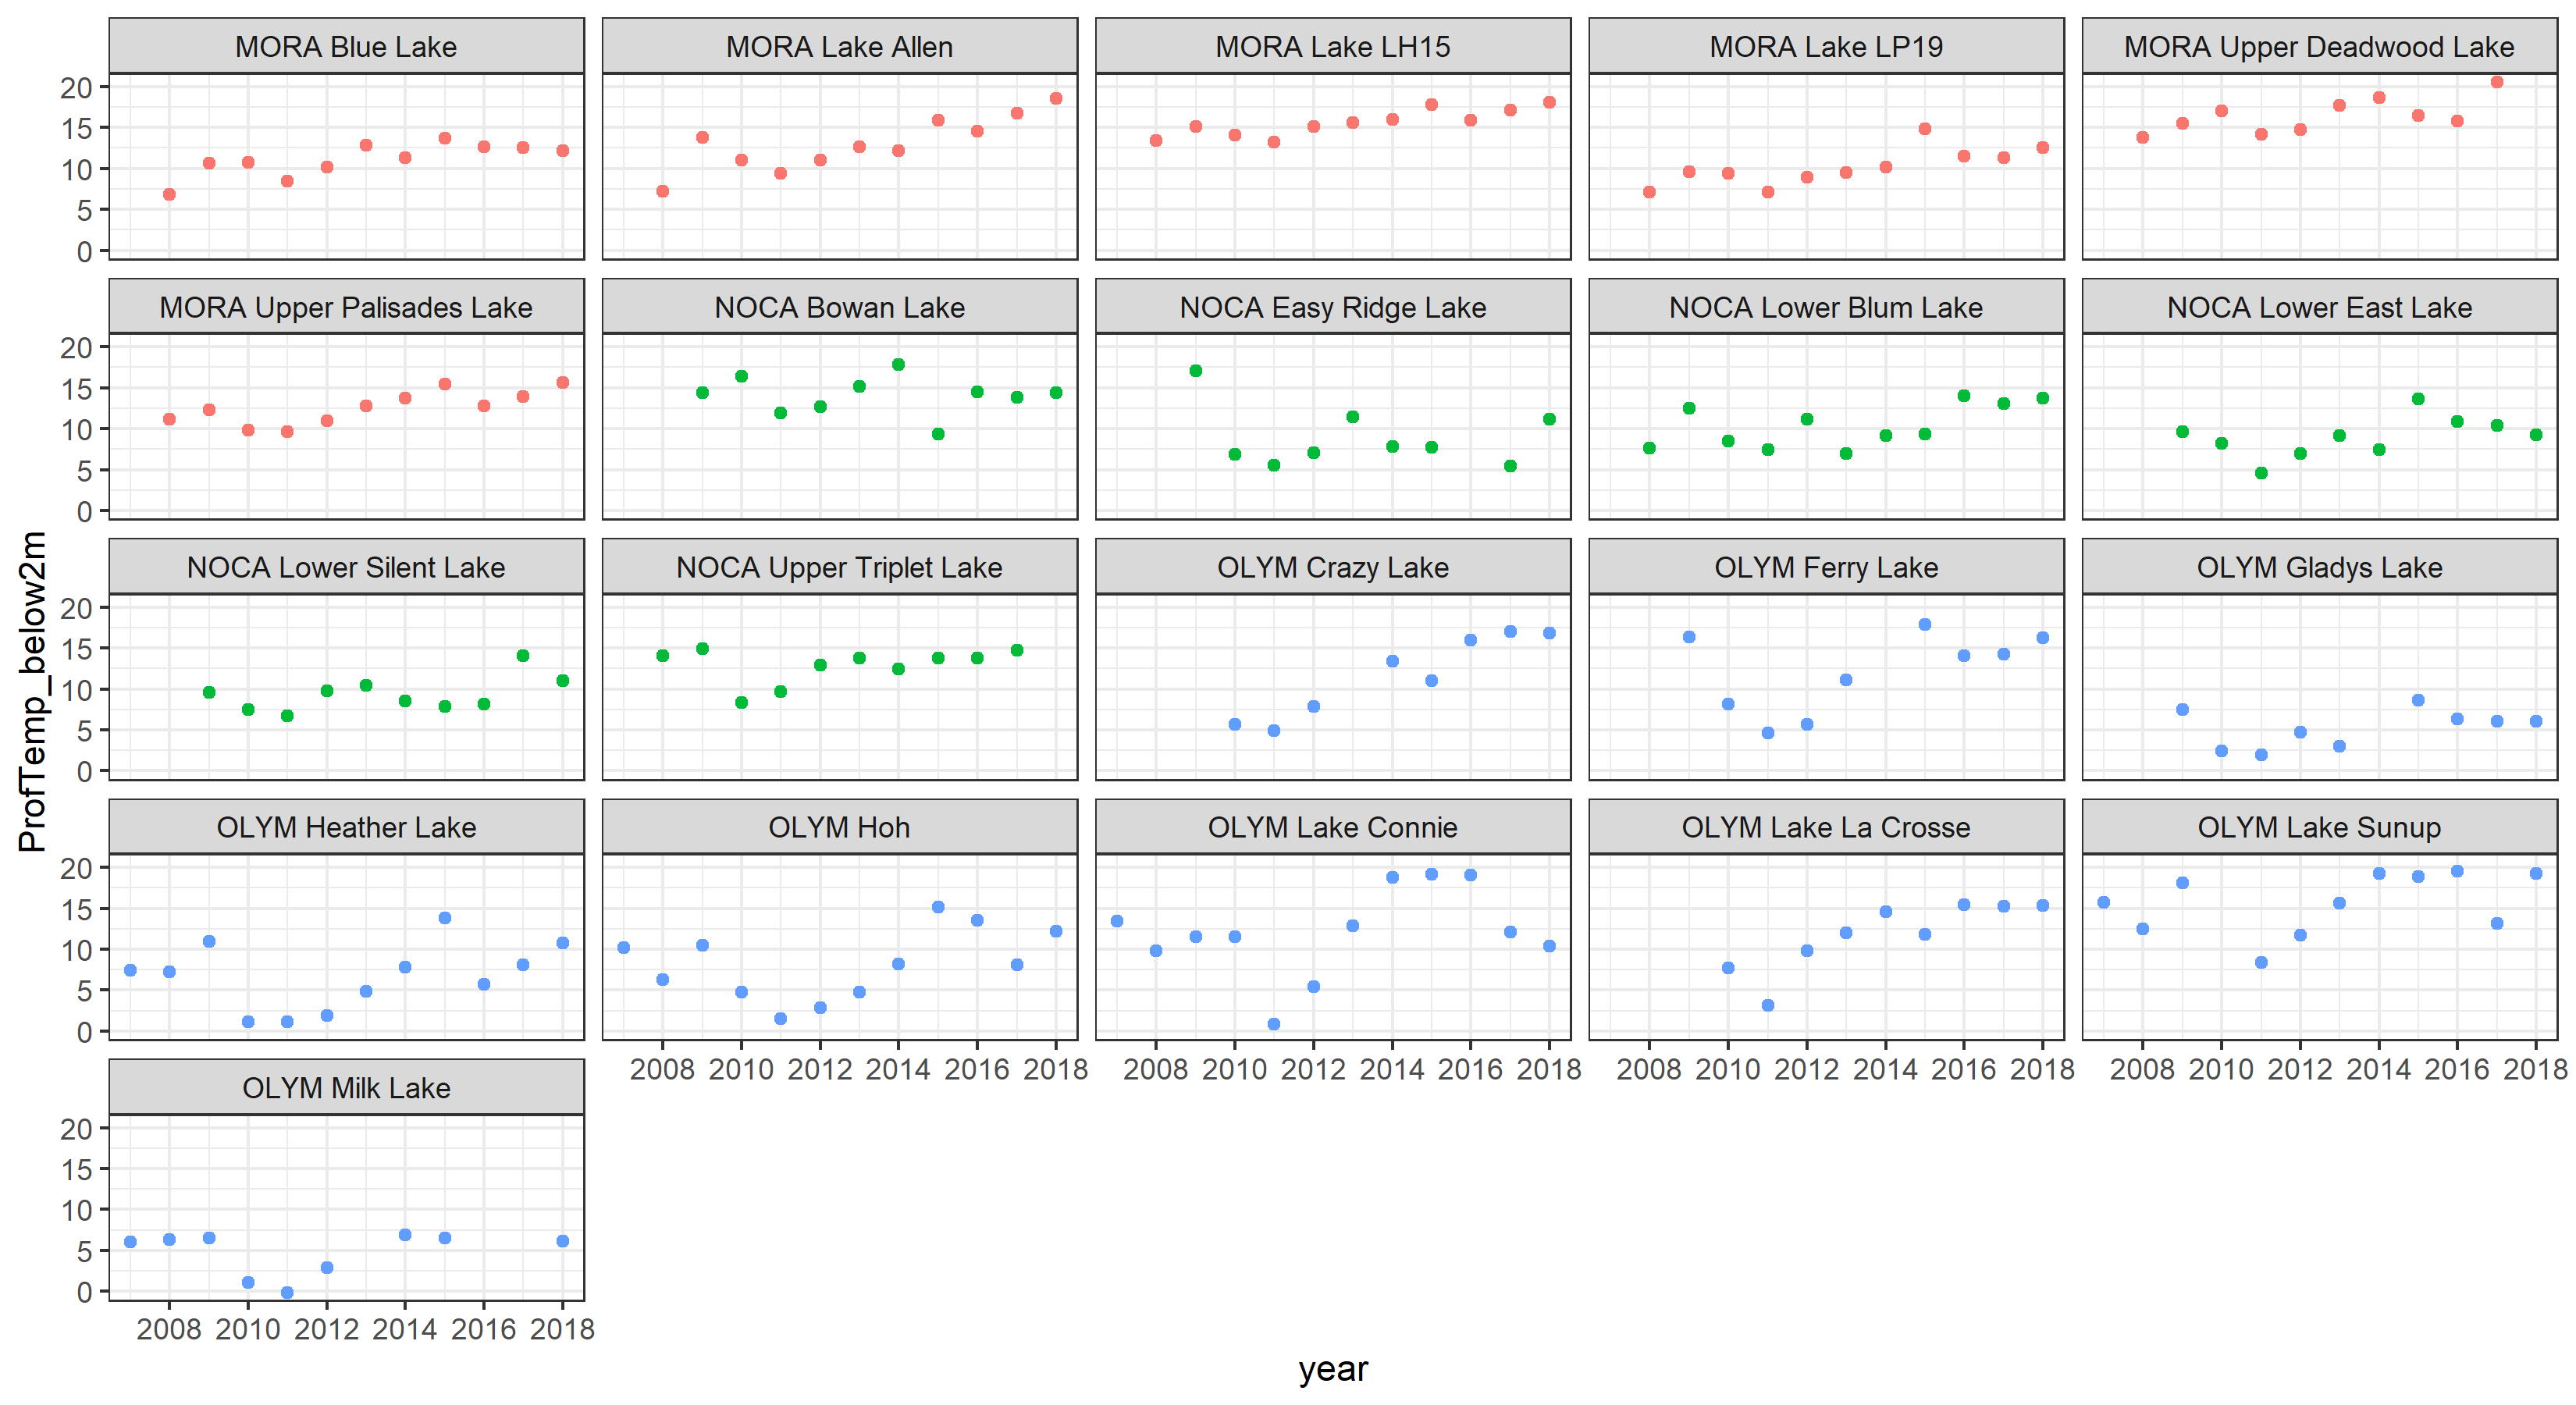 MORA Blue Lake MORA Lake Allen MORA Lake LH15 MORA Lake LP19 MORA Upper Deadwood Lake
20
15
10
5
0
MORA Upper Palisades Lake NOCA Bowan Lake NOCA Easy Ridge Lake NOCA Lower Blum Lake NOCA Lower East Lake
20
15
10
5
0
NOCA Lower Silent Lake NOCA Upper Triplet Lake OLYM Crazy Lake OLYM Ferry Lake OLYM Gladys Lake
20
15
10
5
0
ProfTemp_below2m
OLYM Heather Lake OLYM Hoh OLYM Lake Connie OLYM Lake La Crosse OLYM Lake Sunup
20
15
10
5
0
2008 2010 2012 2014 2016 2018 2008 2010 2012 2014 2016 2018 2008 2010 2012 2014 2016 2018 2008 2010 2012 2014 2016 2018
OLYM Milk Lake
20
15
10
5
0
2008 2010 2012 2014 2016 2018
year